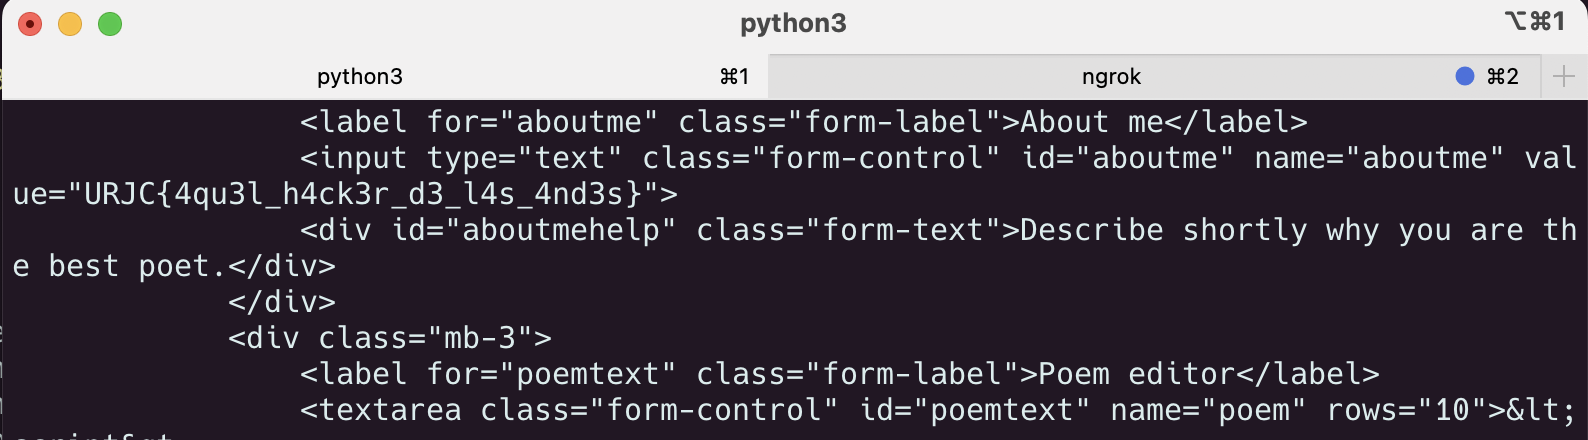 python3
⌥⌘1
python3 ⌘1 ngrok ⌘2
<label for="aboutme" class="form-label">About me</label>
<input type="text" class="form-control" id="aboutme" name="aboutme" val
ue="URJC{4qu3l_h4ck3r_d3_l4s_4nd3s}">
<div id="aboutmehelp" class="form-text">Describe shortly why you are th
e best poet.</div>
</div>
<div class="mb-3">
<label for="poemtext" class="form-label">Poem editor</label>
<textarea class="form-control" id="poemtext" name="poem" rows="10">&lt;
script&gt